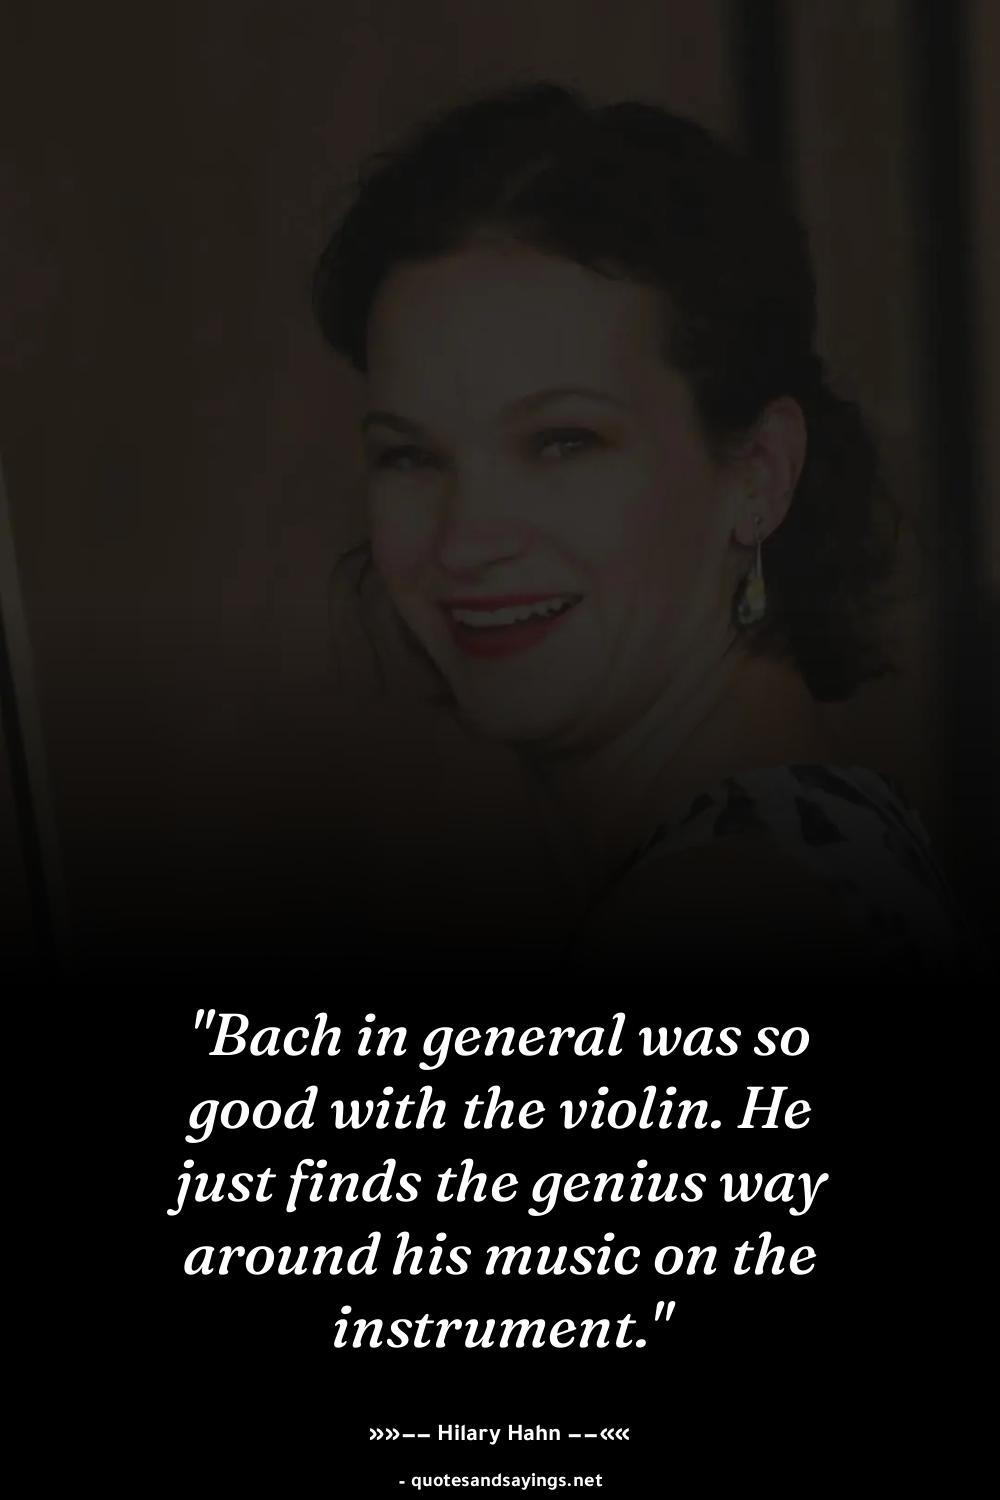 "Bach in general was so
good with the violin. He
just finds the genius way
around his music on the
instrument."
»»−− Hilary Hahn −−««
- quotesandsayings.net